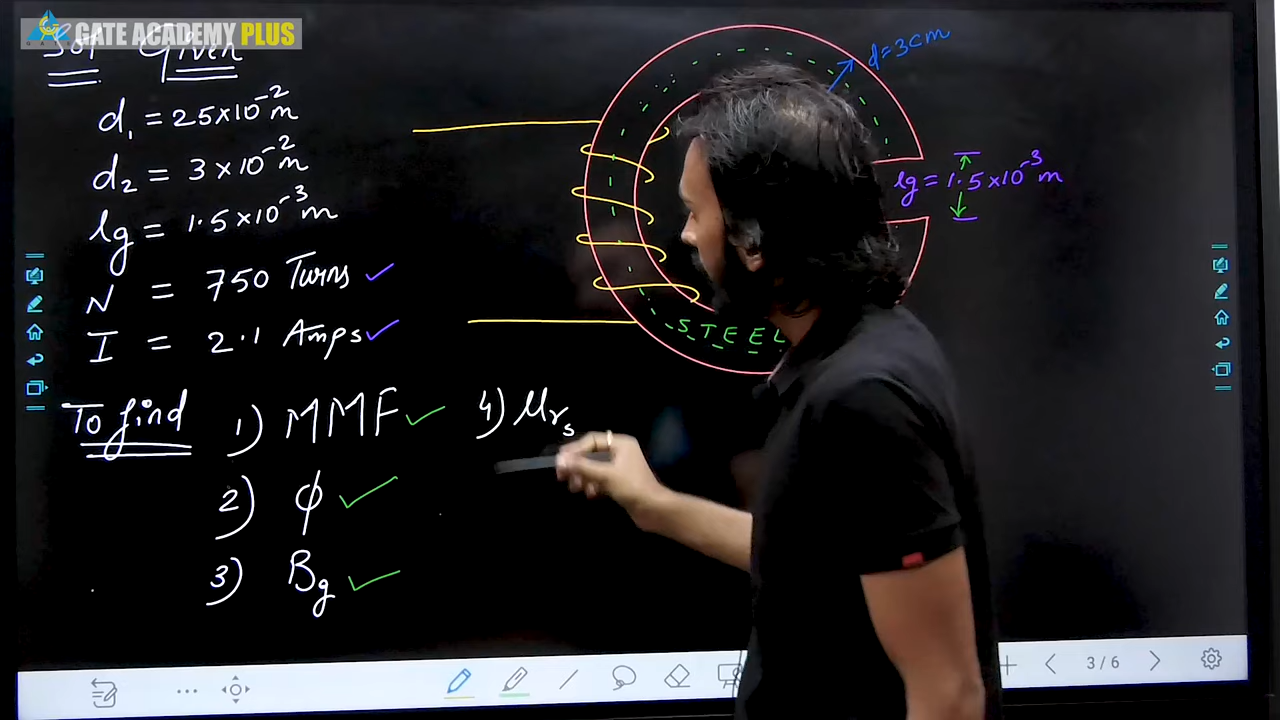 GATE ACADEMY PLUS
Sol Given
d₁ = 25×10⁻² m
d₂ = 3×10⁻² m
lg = 1.5×10⁻³ m
N = 750 Turns
I = 2.1 Amps
To find 1) MMF 4) μrs
2) ϕ
3) Bg
d=3cm
lg = 1.5×10⁻³ m
STEEL
3/6